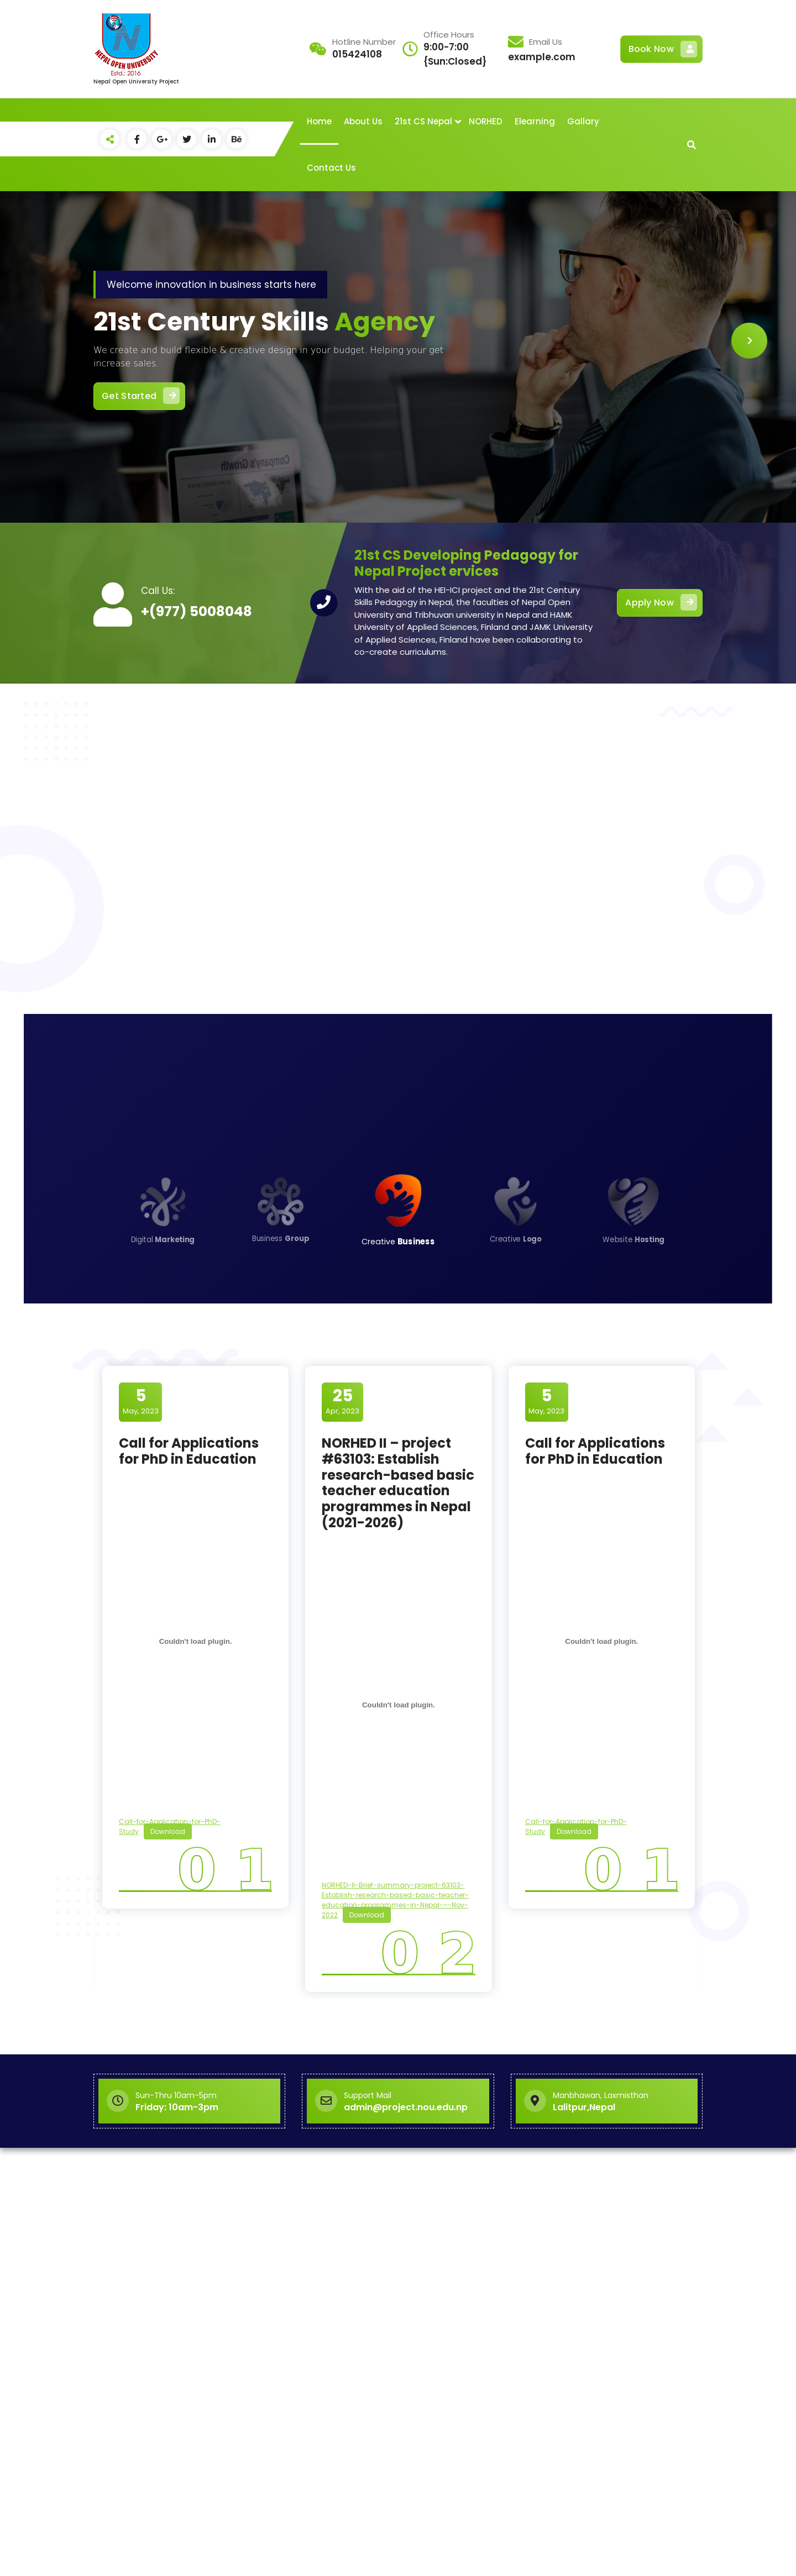 NEPAL OPEN UNIVERSITY
Estd.: 2016
Nepal Open University Project
Hotline Number
015424108
Office Hours
9:00-7:00
{Sun:Closed}
Email Us
example.com
Book Now
Home
About Us
21st CS Nepal
NORHED
Elearning
Gallary
Contact Us
Welcome innovation in business starts here
21st Century Skills Agency
We create and build flexible & creative design in your budget. Helping your get
increase sales.
Get Started
Call Us:
+(977) 5008048
21st CS Developing Pedagogy for
Nepal Project ervices
With the aid of the HEI-ICI project and the 21st Century
Skills Pedagogy in Nepal, the faculties of Nepal Open
University and Tribhuvan university in Nepal and HAMK
University of Applied Sciences, Finland and JAMK University
of Applied Sciences, Finland have been collaborating to
co-create curriculums.
Apply Now
Digital Marketing
Business Group
Creative Business
Creative Logo
Website Hosting
5
May, 2023
Call for Applications
for PhD in Education
Couldn't load plugin.
Call-for-Application-for-PhD-
Study
Download
01
25
Apr, 2023
NORHED II – project
#63103: Establish
research-based basic
teacher education
programmes in Nepal
(2021-2026)
Couldn't load plugin.
NORHED-II-Brief-summary-project-63103-
Establish-research-based-basic-teacher-
education-programmes-in-Nepal-–-Nov-
2022
Download
02
5
May, 2023
Call for Applications
for PhD in Education
Couldn't load plugin.
Call-for-Application-for-PhD-
Study
Download
01
Sun-Thru 10am-5pm
Friday: 10am-3pm
Support Mail
admin@project.nou.edu.np
Manbhawan, Laxmisthan
Lalitpur,Nepal